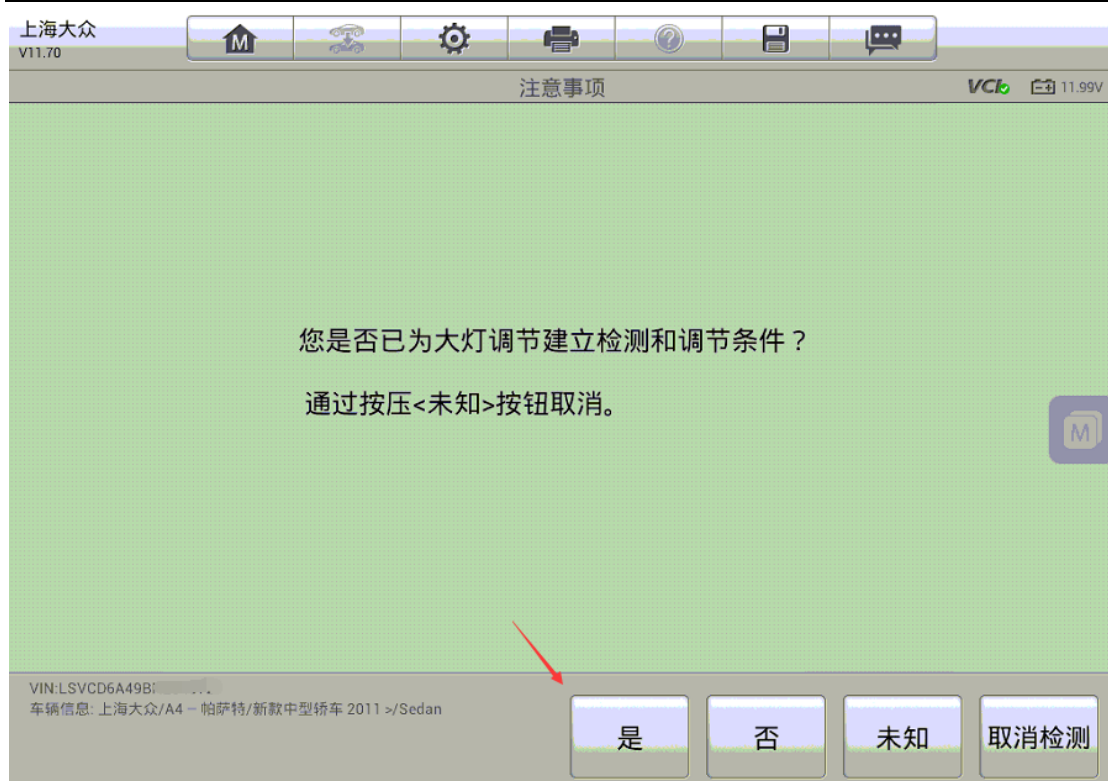 上海大众
V11.70
M
注意事项
VCI
11.99V
您是否已为大灯调节建立检测和调节条件？
通过按压<未知>按钮取消。
M
VIN:LSVCD6A49B
车辆信息: 上海大众/A4 – 帕萨特/新款中型轿车 2011 >/Sedan
是
否
未知
取消检测